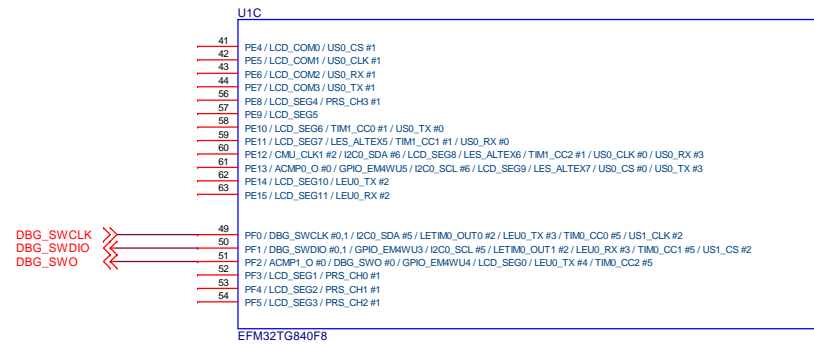 U1C
41 PE4 / LCD_COM0 / US0_CS #1
42 PE5 / LCD_COM1 / US0_CLK #1
43 PE6 / LCD_COM2 / US0_RX #1
44 PE7 / LCD_COM3 / US0_TX #1
56 PE8 / LCD_SEG4 / PRS_CH3 #1
57 PE9 / LCD_SEG5
58 PE10 / LCD_SEG6 / TIM1_CC0 #1 / US0_TX #0
59 PE11 / LCD_SEG7 / LES_ALTEX5 / TIM1_CC1 #1 / US0_RX #0
60 PE12 / CMU_CLK1 #2 / I2C0_SDA #6 / LCD_SEG8 / LES_ALTEX6 / TIM1_CC2 #1 / US0_CLK #0 / US0_RX #3
61 PE13 / ACMP0_O #0 / GPIO_EM4WU5 / I2C0_SCL #6 / LCD_SEG9 / LES_ALTEX7 / US0_CS #0 / US0_TX #3
62 PE14 / LCD_SEG10 / LEU0_TX #2
63 PE15 / LCD_SEG11 / LEU0_RX #2
DBG_SWCLK 49 PF0 / DBG_SWCLK #0,1 / I2C0_SDA #5 / LETIM0_OUT0 #2 / LEU0_TX #3 / TIM0_CC0 #5 / US1_CLK #2
DBG_SWDIO 50 PF1 / DBG_SWDIO #0,1 / GPIO_EM4WU3 / I2C0_SCL #5 / LETIM0_OUT1 #2 / LEU0_RX #3 / TIM0_CC1 #5 / US1_CS #2
DBG_SWO 51 PF2 / ACMP1_O #0 / DBG_SWO #0 / GPIO_EM4WU4 / LCD_SEG0 / LEU0_TX #4 / TIM0_CC2 #5
52 PF3 / LCD_SEG1 / PRS_CH0 #1
53 PF4 / LCD_SEG2 / PRS_CH1 #1
54 PF5 / LCD_SEG3 / PRS_CH2 #1
EFM32TG840F8